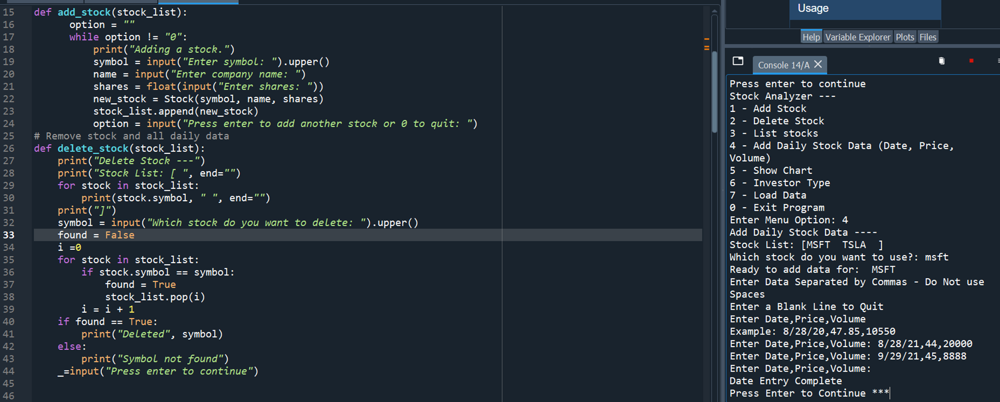 15 def add_stock(stock_list):
16 option = ""
17 while option != "0":
18 print("Adding a stock.")
19 symbol = input("Enter symbol: ").upper()
20 name = input("Enter company name: ")
21 shares = float(input("Enter shares: "))
22 new_stock = Stock(symbol, name, shares)
23 stock_list.append(new_stock)
24 option = input("Press enter to add another stock or 0 to quit: ")
25 # Remove stock and all daily data
26 def delete_stock(stock_list):
27 print("Delete Stock ---")
28 print("Stock List: [ ", end="")
29 for stock in stock_list:
30 print(stock.symbol, " ", end="")
31 print("]")
32 symbol = input("Which stock do you want to delete: ").upper()
33 found = False
34 i =0
35 for stock in stock_list:
36 if stock.symbol == symbol:
37 found = True
38 stock_list.pop(i)
39 i = i + 1
40 if found == True:
41 print("Deleted", symbol)
42 else:
43 print("Symbol not found")
44 _=input("Press enter to continue")
45
46
Usage
Help Variable Explorer Plots Files
Console 14/A
Press enter to continue
Stock Analyzer ---
1 - Add Stock
2 - Delete Stock
3 - List stocks
4 - Add Daily Stock Data (Date, Price,
Volume)
5 - Show Chart
6 - Investor Type
7 - Load Data
0 - Exit Program
Enter Menu Option: 4
Add Daily Stock Data ----
Stock List: [MSFT  TSLA  ]
Which stock do you want to use?: msft
Ready to add data for:  MSFT
Enter Data Separated by Commas - Do Not use
Spaces
Enter a Blank Line to Quit
Enter Date,Price,Volume
Example: 8/28/20,47.85,10550
Enter Date,Price,Volume: 8/28/21,44,20000
Enter Date,Price,Volume: 9/29/21,45,8888
Enter Date,Price,Volume:
Date Entry Complete
Press Enter to Continue ***